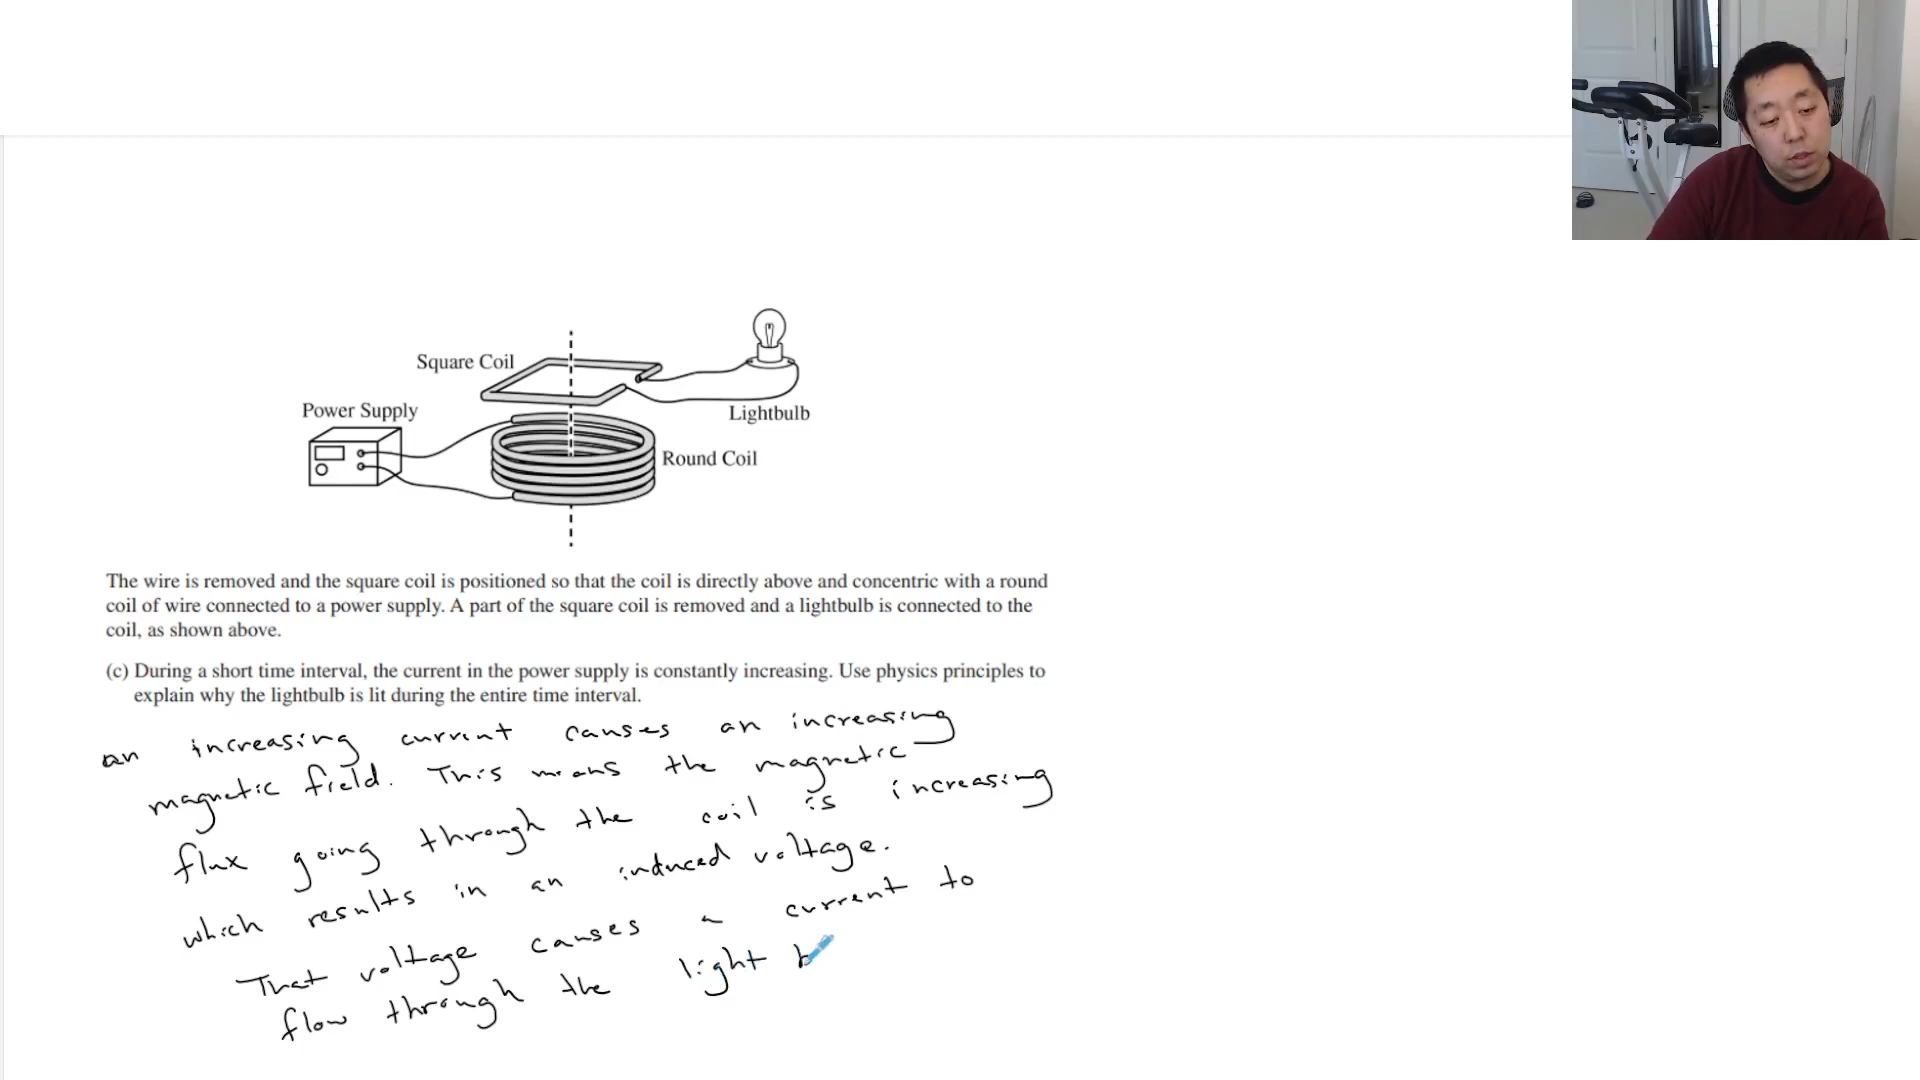 Square Coil
Power Supply
Lightbulb
Round Coil
The wire is removed and the square coil is positioned so that the coil is directly above and concentric with a round
coil of wire connected to a power supply. A part of the square coil is removed and a lightbulb is connected to the
coil, as shown above.
(c) During a short time interval, the current in the power supply is constantly increasing. Use physics principles to
explain why the lightbulb is lit during the entire time interval.
an increasing current causes an increasing
magnetic field. This means the magnetic
flux going through the coil is increasing
which results in an induced voltage.
That voltage causes a current to
flow through the light b